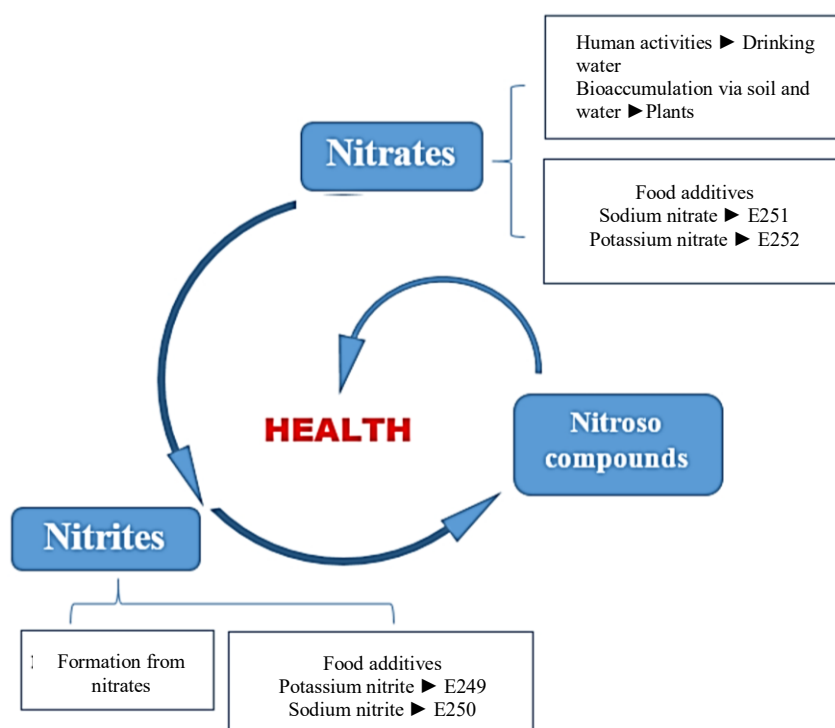 Human activities ► Drinking
water
Bioaccumulation via soil and
water ►Plants
Nitrates
Food additives
Sodium nitrate ► E251
Potassium nitrate ► E252
HEALTH
Nitroso
compounds
Nitrites
Formation from
nitrates
Food additives
Potassium nitrite ► E249
Sodium nitrite ► E250